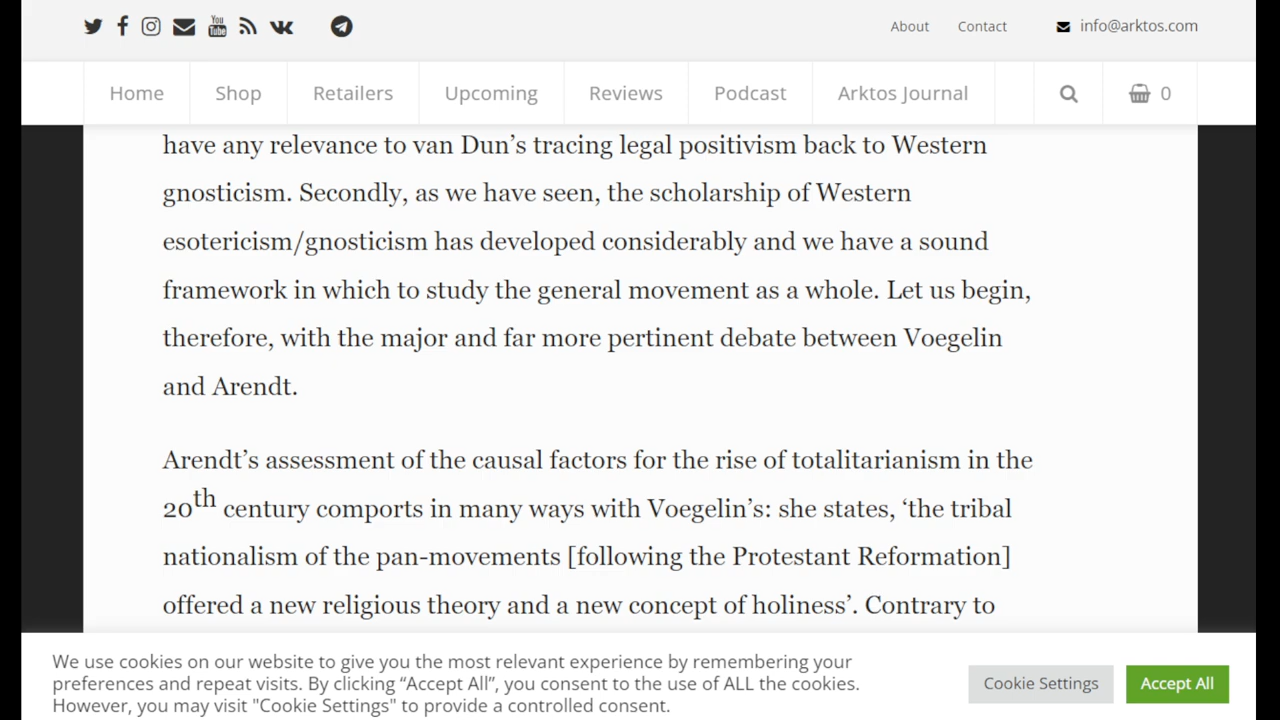 You
Tube
About
Contact
info@arktos.com
Home
Shop
Retailers
Upcoming
Reviews
Podcast
Arktos Journal
0
have any relevance to van Dun’s tracing legal positivism back to Western
gnosticism. Secondly, as we have seen, the scholarship of Western
esotericism/gnosticism has developed considerably and we have a sound
framework in which to study the general movement as a whole. Let us begin,
therefore, with the major and far more pertinent debate between Voegelin
and Arendt.
Arendt’s assessment of the causal factors for the rise of totalitarianism in the
20th century comports in many ways with Voegelin’s: she states, ‘the tribal
nationalism of the pan-movements [following the Protestant Reformation]
offered a new religious theory and a new concept of holiness’. Contrary to
We use cookies on our website to give you the most relevant experience by remembering your
preferences and repeat visits. By clicking “Accept All”, you consent to the use of ALL the cookies.
However, you may visit "Cookie Settings" to provide a controlled consent.
Cookie Settings
Accept All